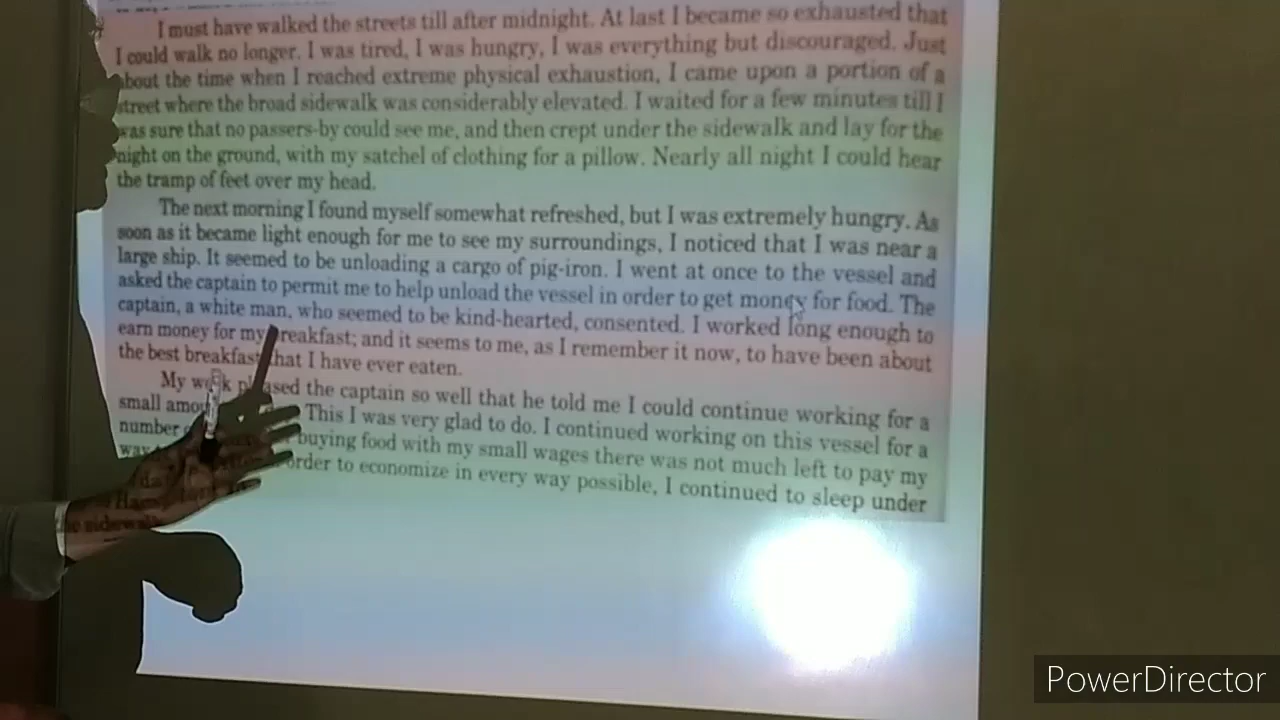 I must have walked the streets till after midnight. At last I became so exhausted that
I could walk no longer. I was tired, I was hungry, I was everything but discouraged. Just
about the time when I reached extreme physical exhaustion, I came upon a portion of a
street where the broad sidewalk was considerably elevated. I waited for a few minutes till I
was sure that no passers-by could see me, and then crept under the sidewalk and lay for the
night on the ground, with my satchel of clothing for a pillow. Nearly all night I could hear
the tramp of feet over my head.
The next morning I found myself somewhat refreshed, but I was extremely hungry. As
soon as it became light enough for me to see my surroundings, I noticed that I was near a
large ship. It seemed to be unloading a cargo of pig-iron. I went at once to the vessel and
asked the captain to permit me to help unload the vessel in order to get money for food. The
captain, a white man, who seemed to be kind-hearted, consented. I worked long enough to
earn money for my breakfast; and it seems to me, as I remember it now, to have been about
the best breakfast that I have ever eaten.
My work pleased the captain so well that he told me I could continue working for a
small This I was very glad to do. I continued working on this vessel for a
number buying food with my small wages there was not much left to pay my
way order to economize in every way possible, I continued to sleep under
the sidewalk
PowerDirector